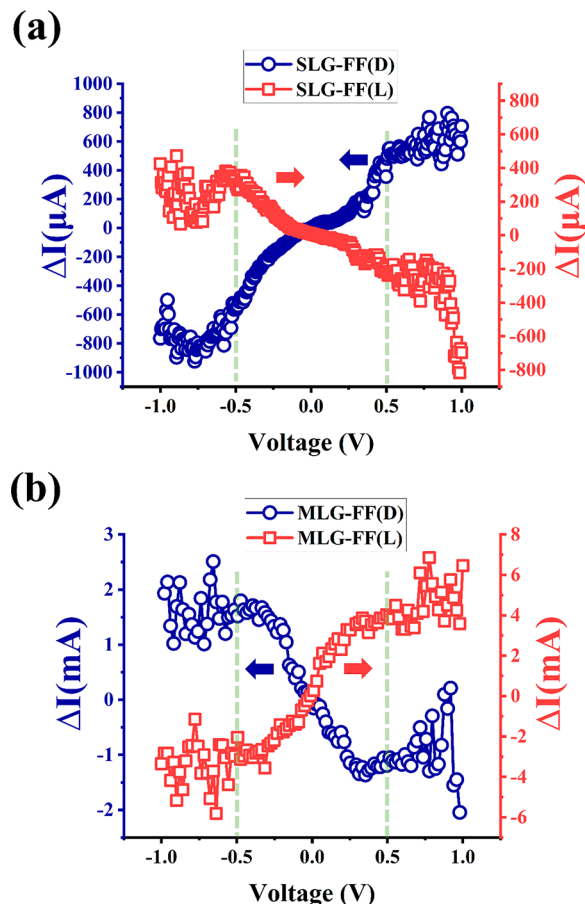 (a)
SLG-FF(D)
SLG-FF(L)
1000
800
600
400
200
0
-200
-400
-600
-800
-1000
ΔI(μA)
800
600
400
200
0
-200
-400
-600
-800
ΔI(μA)
-1.0 -0.5 0.0 0.5 1.0
Voltage (V)
(b)
MLG-FF(D)
MLG-FF(L)
3
2
1
0
-1
-2
ΔI(mA)
8
6
4
2
0
-2
-4
-6
ΔI(mA)
-1.0 -0.5 0.0 0.5 1.0
Voltage (V)